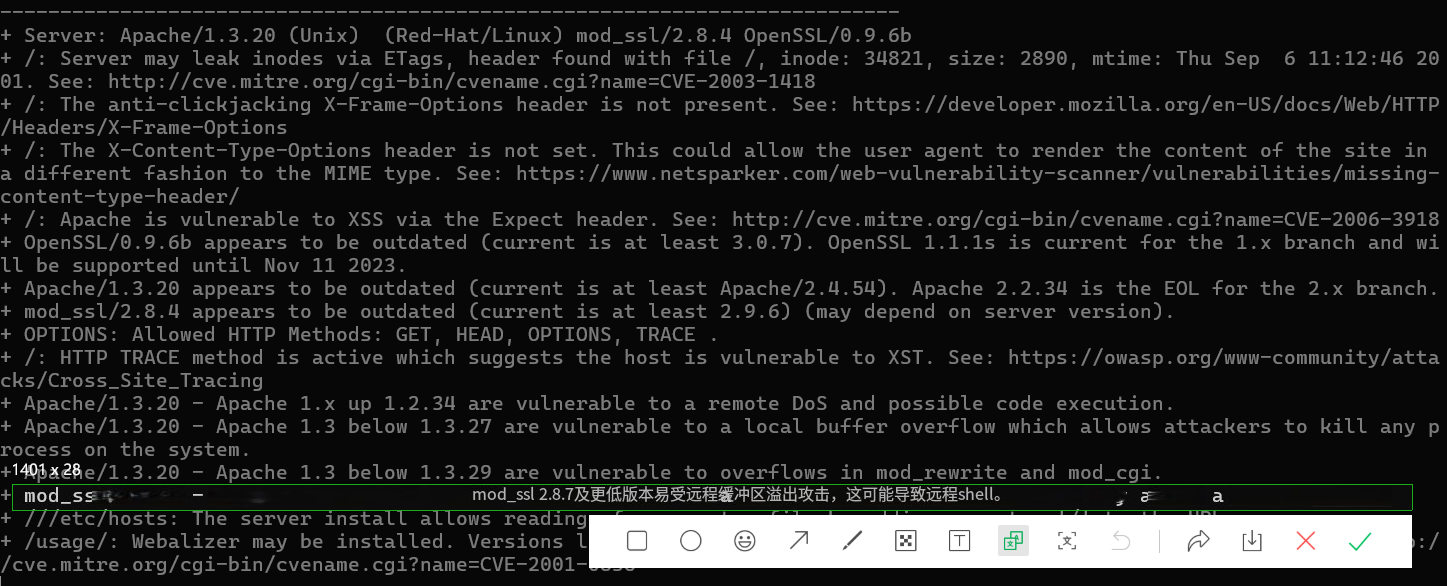 + Server: Apache/1.3.20 (Unix)  (Red-Hat/Linux) mod_ssl/2.8.4 OpenSSL/0.9.6b
+ /: Server may leak inodes via ETags, header found with file /, inode: 34821, size: 2890, mtime: Thu Sep  6 11:12:46 20
01. See: http://cve.mitre.org/cgi-bin/cvename.cgi?name=CVE-2003-1418
+ /: The anti-clickjacking X-Frame-Options header is not present. See: https://developer.mozilla.org/en-US/docs/Web/HTTP
/Headers/X-Frame-Options
+ /: The X-Content-Type-Options header is not set. This could allow the user agent to render the content of the site in
a different fashion to the MIME type. See: https://www.netsparker.com/web-vulnerability-scanner/vulnerabilities/missing-
content-type-header/
+ /: Apache is vulnerable to XSS via the Expect header. See: http://cve.mitre.org/cgi-bin/cvename.cgi?name=CVE-2006-3918
+ OpenSSL/0.9.6b appears to be outdated (current is at least 3.0.7). OpenSSL 1.1.1s is current for the 1.x branch and wi
ll be supported until Nov 11 2023.
+ Apache/1.3.20 appears to be outdated (current is at least Apache/2.4.54). Apache 2.2.34 is the EOL for the 2.x branch.
+ mod_ssl/2.8.4 appears to be outdated (current is at least 2.9.6) (may depend on server version).
+ OPTIONS: Allowed HTTP Methods: GET, HEAD, OPTIONS, TRACE .
+ /: HTTP TRACE method is active which suggests the host is vulnerable to XST. See: https://owasp.org/www-community/atta
cks/Cross_Site_Tracing
+ Apache/1.3.20 - Apache 1.x up 1.2.34 are vulnerable to a remote DoS and possible code execution.
+ Apache/1.3.20 - Apache 1.3 below 1.3.27 are vulnerable to a local buffer overflow which allows attackers to kill any p
rocess on the system.
+ 1401 x 28 /1.3.20 - Apache 1.3 below 1.3.29 are vulnerable to overflows in mod_rewrite and mod_cgi.
+ mod_ss - mod_ssl 2.8.7及更低版本易受远程缓冲区溢出攻击，这可能导致远程shell。 a a
+ ///etc/hosts: The server install allows reading
+ /usage/: Webalizer may be installed. Versions l
/cve.mitre.org/cgi-bin/cvename.cgi?name=CVE-2001-